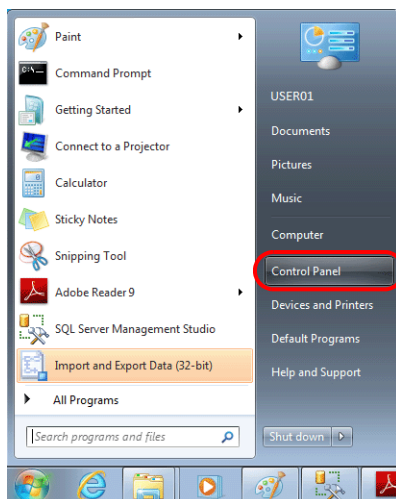 Paint
C:\
Command Prompt
Getting Started
Connect to a Projector
Calculator
Sticky Notes
Snipping Tool
Adobe Reader 9
SQL Server Management Studio
Import and Export Data (32-bit)
All Programs
Search programs and files
USER01
Documents
Pictures
Music
Computer
Control Panel
Devices and Printers
Default Programs
Help and Support
Shut down